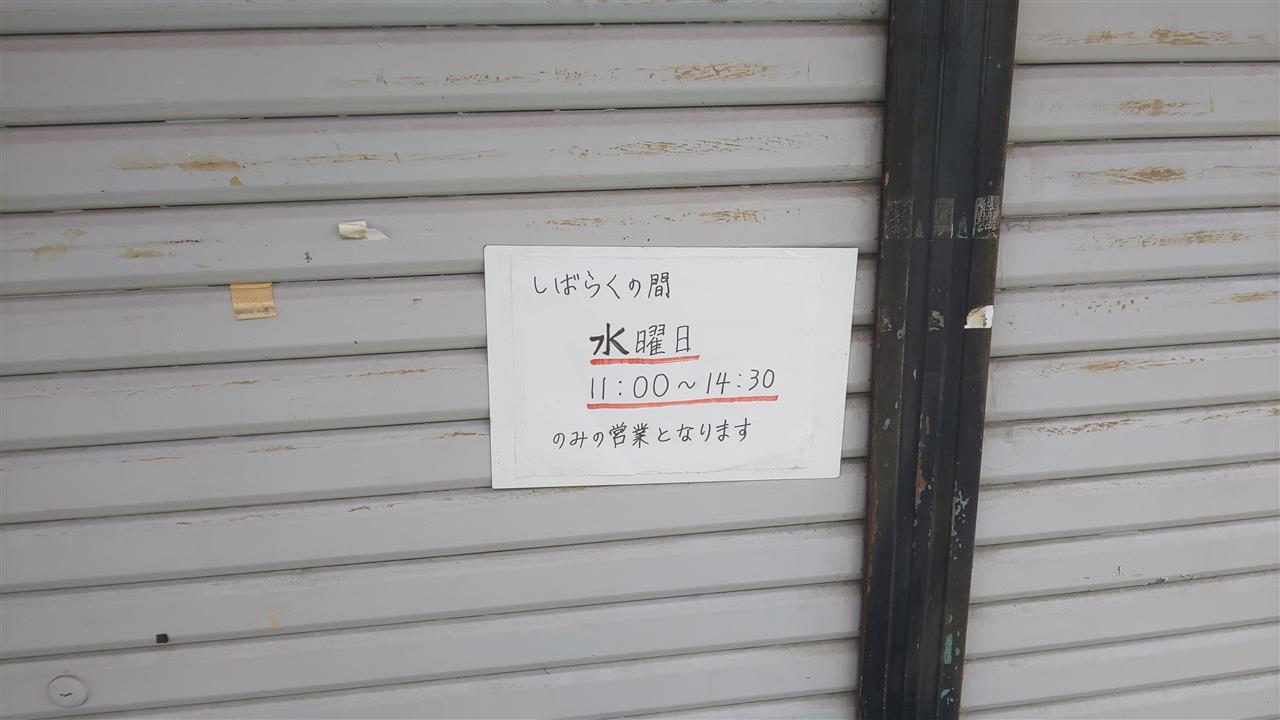 しばらくの間
水曜日
11:00～14:30
のみの営業となります